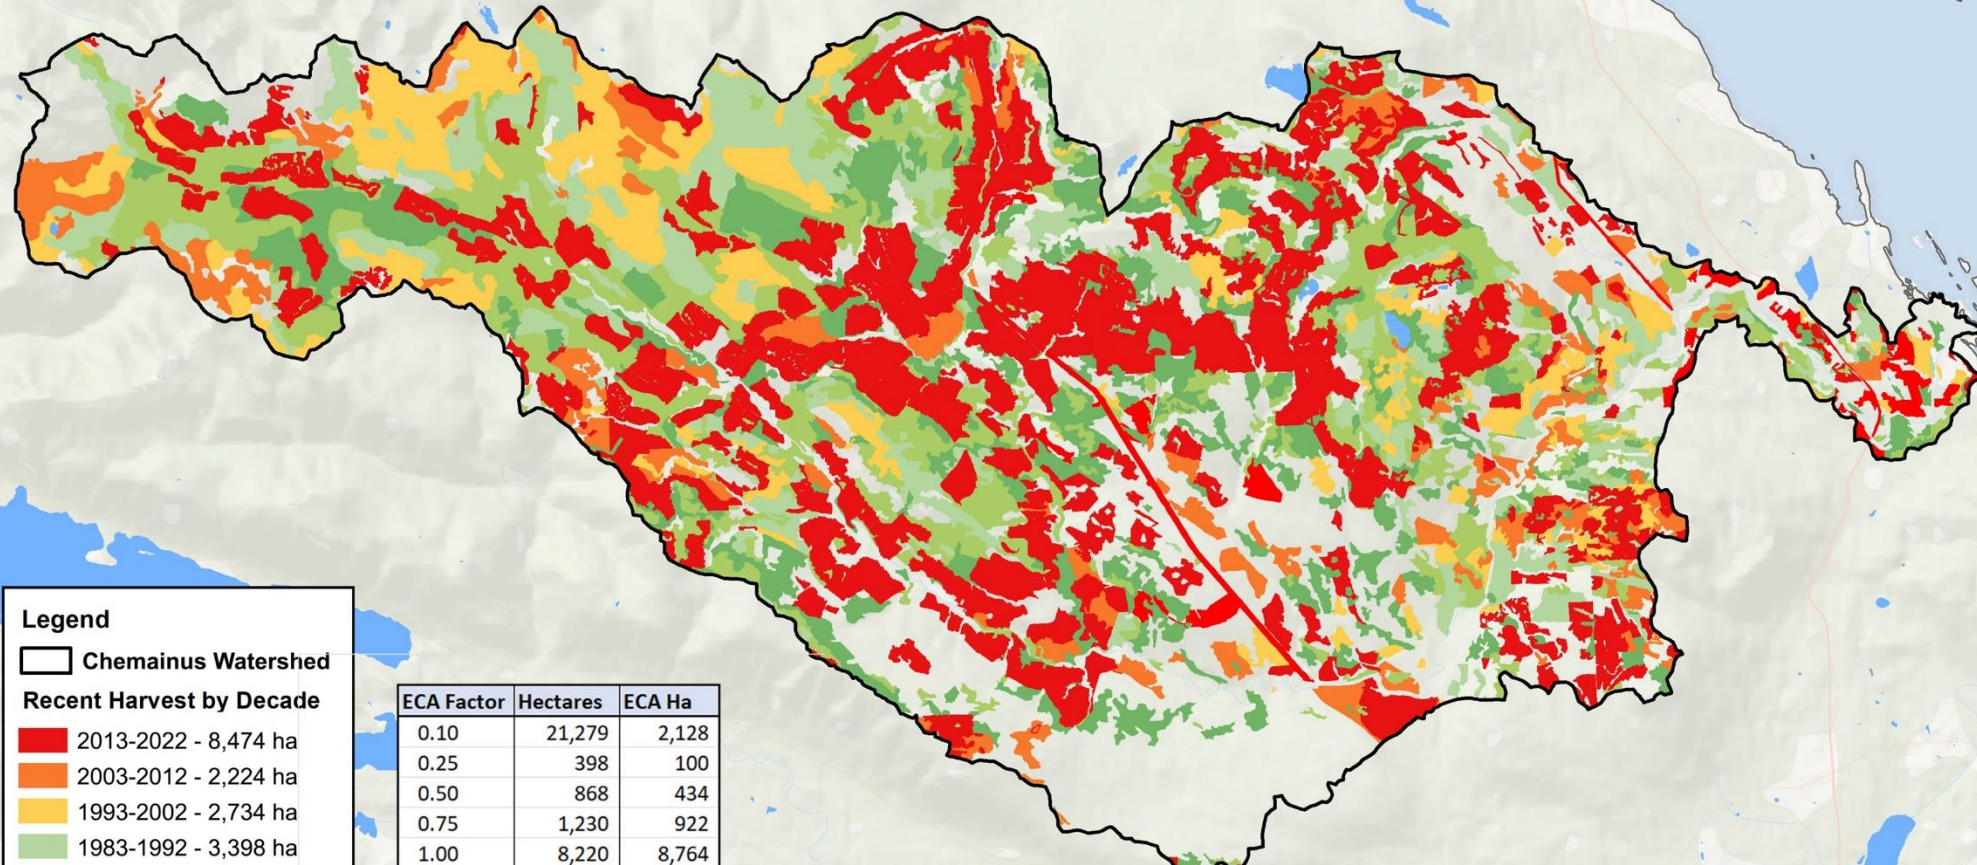 Legend
Chemainus Watershed
Recent Harvest by Decade
2013-2022 - 8,474 ha
2003-2012 - 2,224 ha
1993-2002 - 2,734 ha
1983-1992 - 3,398 ha
ECA Factor Hectares ECA Ha
0.10 21,279 2,128
0.25 398 100
0.50 868 434
0.75 1,230 922
1.00 8,220 8,764